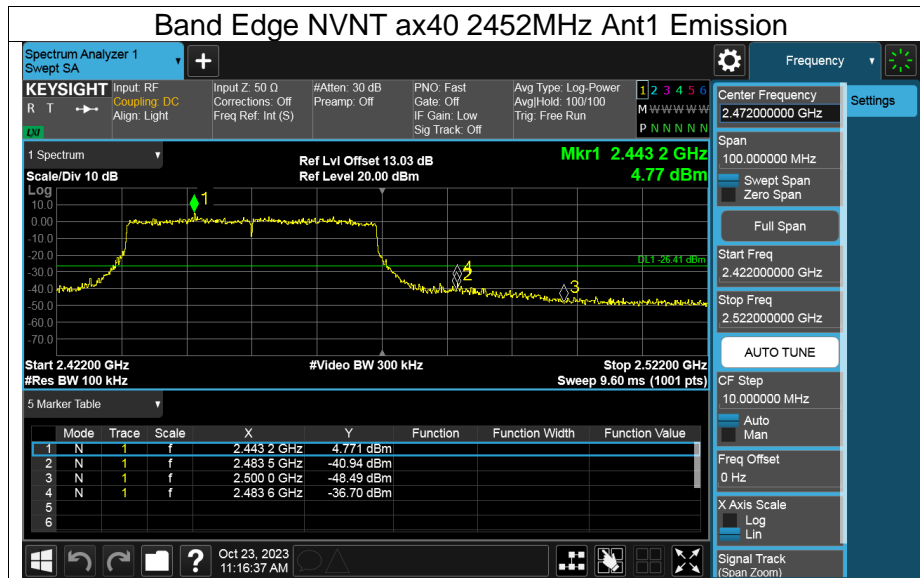 Band Edge NVNT ax40 2452MHz Ant1 Emission
Spectrum Analyzer 1
Swept SA
+
Frequency
KEYSIGHT
R T
LXI
Input: RF
Coupling: DC
Align: Light
Input Z: 50 Ω
Corrections: Off
Freq Ref: Int (S)
#Atten: 30 dB
Preamp: Off
PNO: Fast
Gate: Off
IF Gain: Low
Sig Track: Off
Avg Type: Log-Power
Avg|Hold: 100/100
Trig: Free Run
1 2 3 4 5 6
M W W W W W
P N N N N N
Center Frequency
2.472000000 GHz
Settings
1 Spectrum
Scale/Div 10 dB
Ref Lvl Offset 13.03 dB
Ref Level 20.00 dBm
Mkr1 2.443 2 GHz
4.77 dBm
Span
100.000000 MHz
Swept Span
Zero Span
Full Span
Log
10.0
0.00
-10.0
-20.0
-30.0
-40.0
-50.0
-60.0
-70.0
1
4
2
3
DL1 -26.41 dBm
Start Freq
2.422000000 GHz
Stop Freq
2.522000000 GHz
AUTO TUNE
Start 2.42200 GHz
#Video BW 300 kHz
Stop 2.52200 GHz
#Res BW 100 kHz
Sweep 9.60 ms (1001 pts)
CF Step
10.000000 MHz
Auto
Man
5 Marker Table
Mode Trace Scale X Y Function Function Width Function Value
1 N 1 f 2.443 2 GHz 4.771 dBm
2 N 1 f 2.483 5 GHz -40.94 dBm
3 N 1 f 2.500 0 GHz -48.49 dBm
4 N 1 f 2.483 6 GHz -36.70 dBm
5
6
Freq Offset
0 Hz
X Axis Scale
Log
Lin
Signal Track
(Span Zoom)
?
Oct 23, 2023
11:16:37 AM